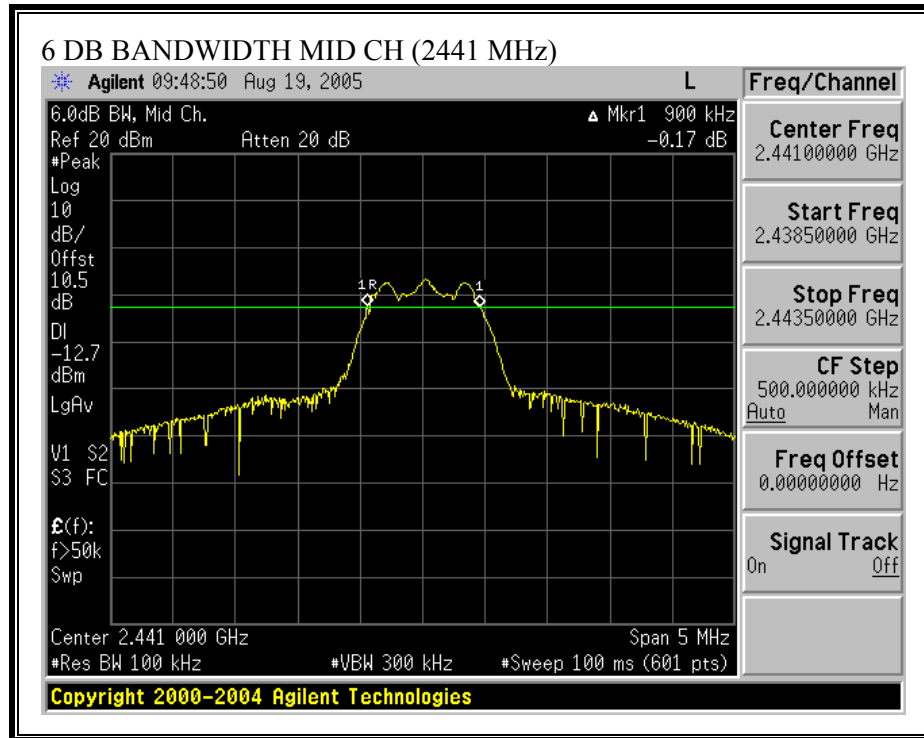 6 DB BANDWIDTH MID CH (2441 MHz)
Agilent 09:48:50 Aug 19, 2005 L
Freq/Channel
6.0dB BW, Mid Ch. Δ Mkr1 900 kHz
Ref 20 dBm Atten 20 dB -0.17 dB
#Peak
Log
10
dB/
Offst
10.5
dB
DI
-12.7
dBm
LgAv
V1 S2
S3 FC
£(f):
f>50k
Swp
1R
1
Center 2.441 000 GHz Span 5 MHz
#Res BW 100 kHz #VBW 300 kHz #Sweep 100 ms (601 pts)
Center Freq
2.44100000 GHz
Start Freq
2.43850000 GHz
Stop Freq
2.44350000 GHz
CF Step
500.000000 kHz
Auto Man
Freq Offset
0.00000000 Hz
Signal Track
On Off
Copyright 2000-2004 Agilent Technologies